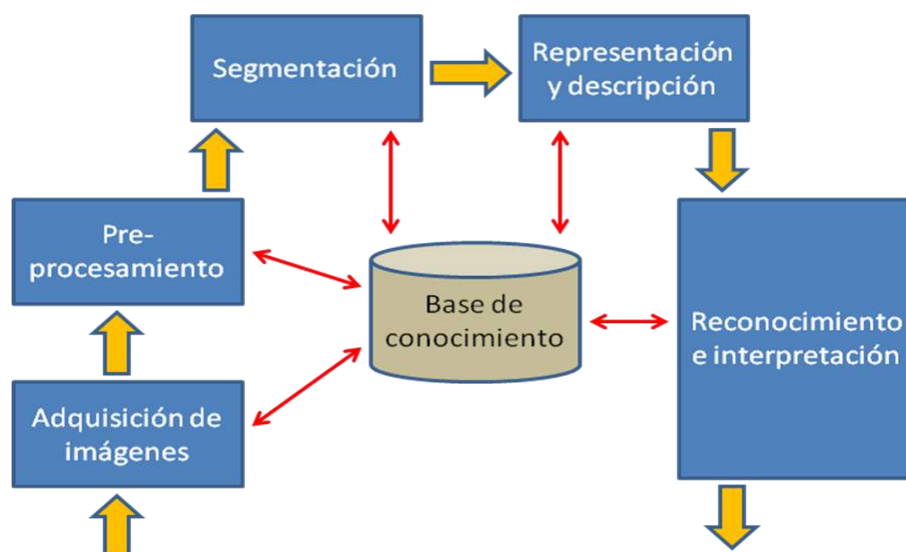 Segmentación
Representación
y descripción
Pre-
procesamiento
Base de
conocimiento
Reconocimiento
e interpretación
Adquisición de
imágenes